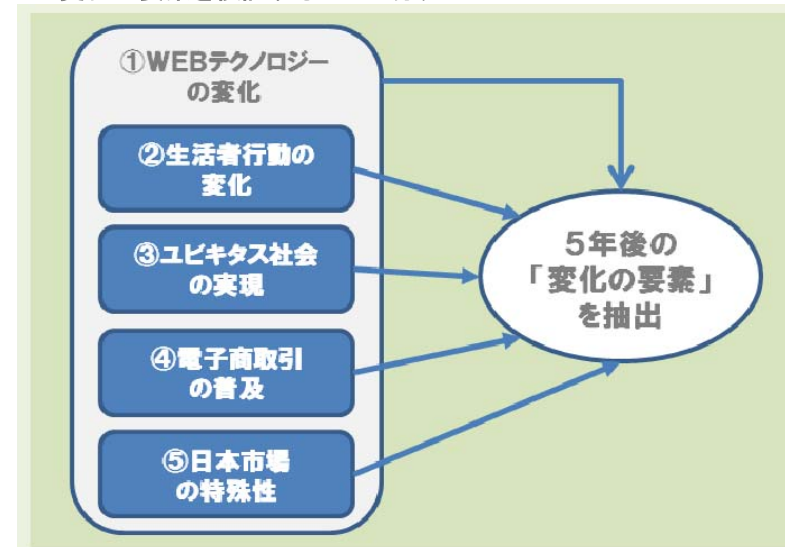 ①WEBテクノロジー
の変化
②生活者行動の
変化
③ユビキタス社会
の実現
④電子商取引
の普及
⑤日本市場
の特殊性
5年後の
「変化の要素」
を抽出